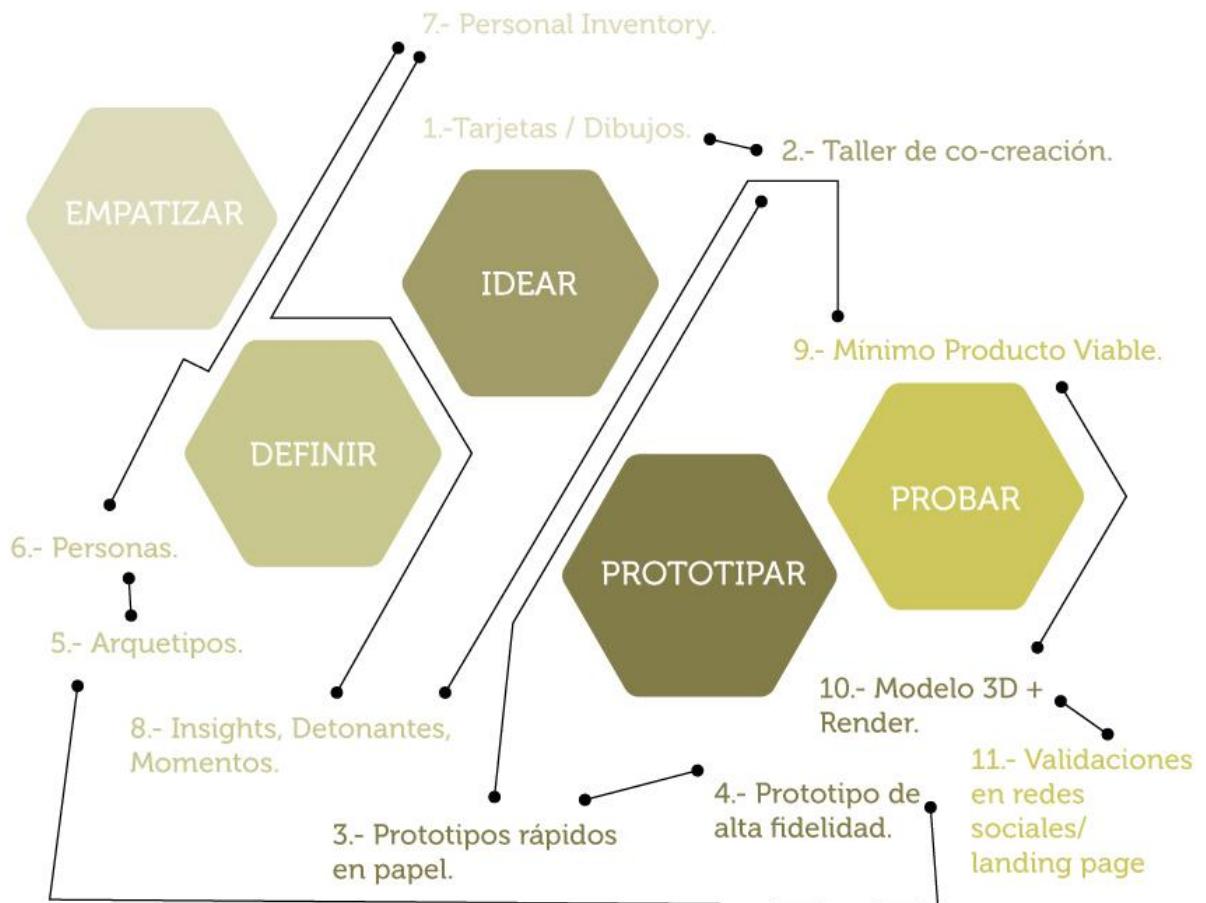 7.- Personal Inventory.
1.-Tarjetas / Dibujos.
2.- Taller de co-creación.
EMPATIZAR
IDEAR
9.- Mínimo Producto Viable.
DEFINIR
PROBAR
PROTOTIPAR
6.- Personas.
5.- Arquetipos.
8.- Insights, Detonantes,
Momentos.
10.- Modelo 3D +
Render.
11.- Validaciones
en redes
sociales/
landing page
4.- Prototipo de
alta fidelidad.
3.- Prototipos rápidos
en papel.